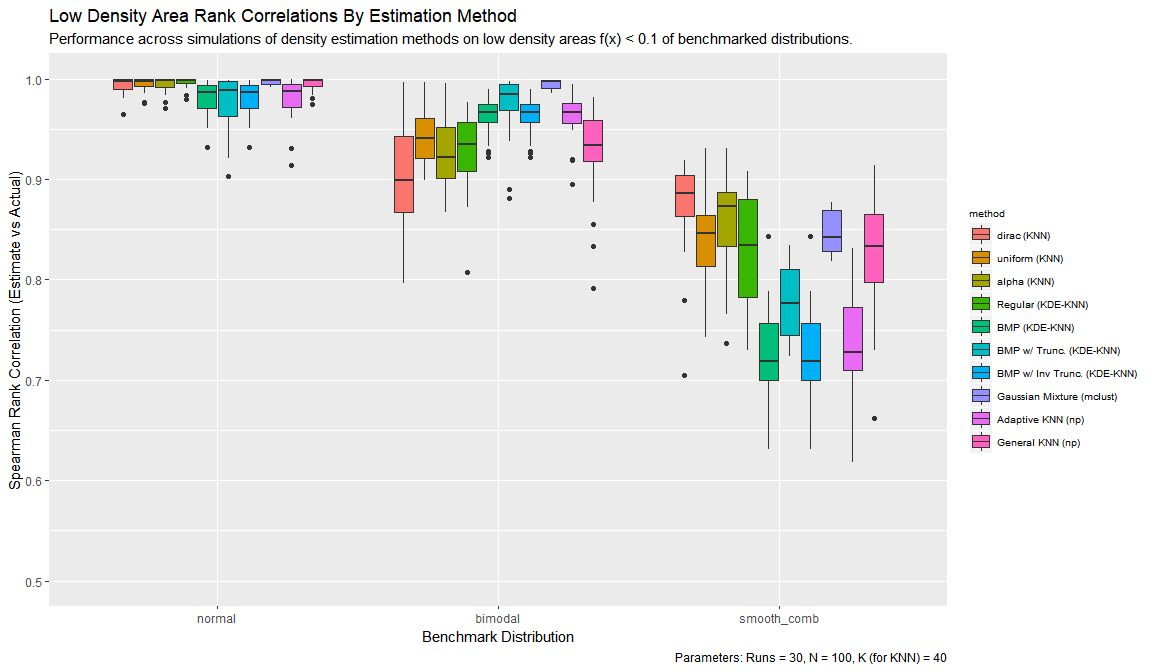 Low Density Area Rank Correlations By Estimation Method
Performance across simulations of density estimation methods on low density areas f(x) < 0.1 of benchmarked distributions.
Spearman Rank Correlation (Estimate vs Actual)
1.0
0.9
0.8
0.7
0.6
0.5
normal
bimodal
smooth_comb
Benchmark Distribution
method
dirac (KNN)
uniform (KNN)
alpha (KNN)
Regular (KDE-KNN)
BMP (KDE-KNN)
BMP w/ Trunc. (KDE-KNN)
BMP w/ Inv Trunc. (KDE-KNN)
Gaussian Mixture (mclust)
Adaptive KNN (np)
General KNN (np)
Parameters: Runs = 30, N = 100, K (for KNN) = 40